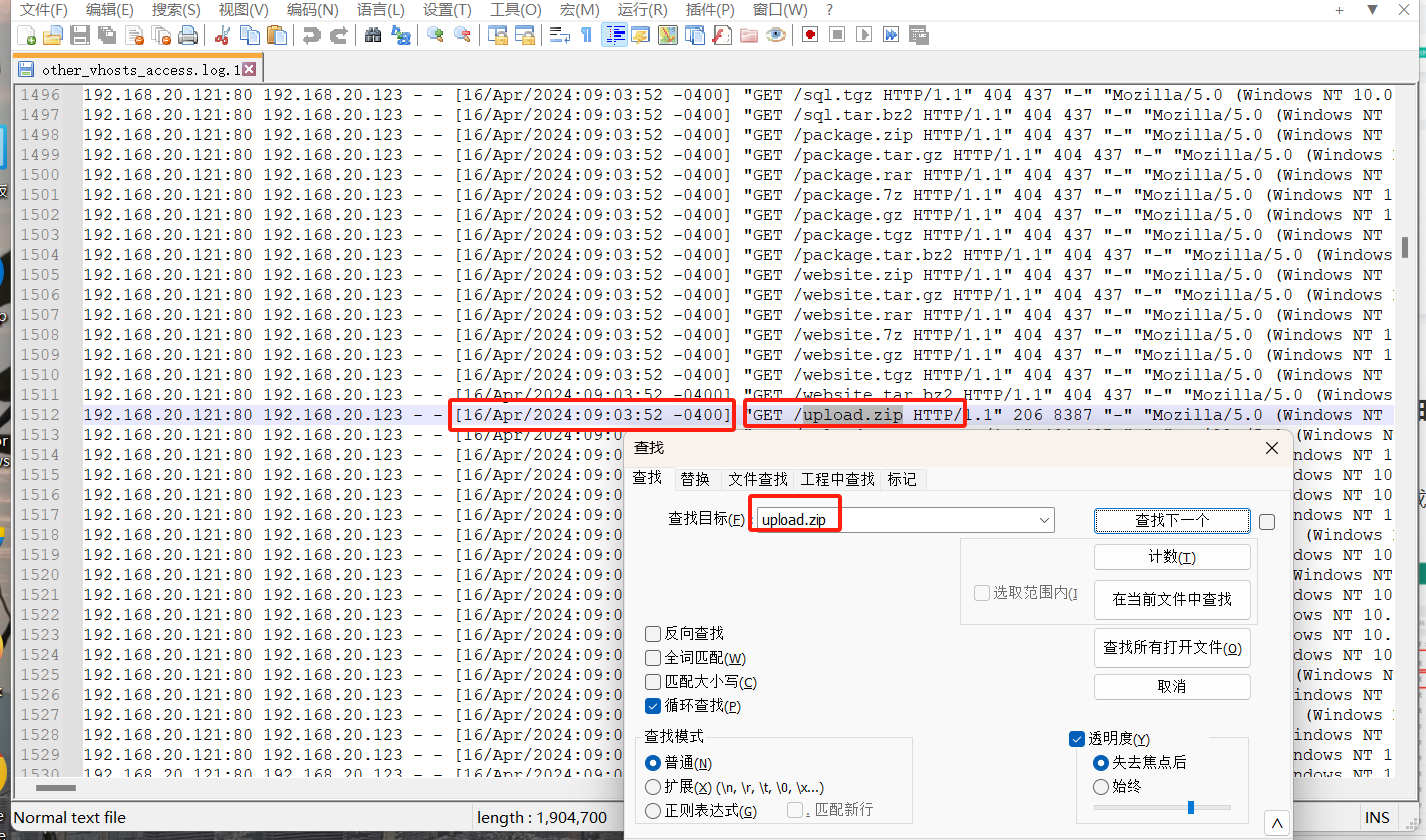 文件(F) 编辑(E) 搜索(S) 视图(V) 编码(N) 语言(L) 设置(T) 工具(O) 宏(M) 运行(R) 插件(P) 窗口(W) ?
other_vhosts_access.log.1
1496 192.168.20.121:80 192.168.20.123 - - [16/Apr/2024:09:03:52 -0400] "GET /sql.tgz HTTP/1.1" 404 437 "-" "Mozilla/5.0 (Windows NT 10.0
1497 192.168.20.121:80 192.168.20.123 - - [16/Apr/2024:09:03:52 -0400] "GET /sql.tar.bz2 HTTP/1.1" 404 437 "-" "Mozilla/5.0 (Windows NT
1498 192.168.20.121:80 192.168.20.123 - - [16/Apr/2024:09:03:52 -0400] "GET /package.zip HTTP/1.1" 404 437 "-" "Mozilla/5.0 (Windows NT
1499 192.168.20.121:80 192.168.20.123 - - [16/Apr/2024:09:03:52 -0400] "GET /package.tar.gz HTTP/1.1" 404 437 "-" "Mozilla/5.0 (Windows
1500 192.168.20.121:80 192.168.20.123 - - [16/Apr/2024:09:03:52 -0400] "GET /package.rar HTTP/1.1" 404 437 "-" "Mozilla/5.0 (Windows NT
1501 192.168.20.121:80 192.168.20.123 - - [16/Apr/2024:09:03:52 -0400] "GET /package.7z HTTP/1.1" 404 437 "-" "Mozilla/5.0 (Windows NT 1
1502 192.168.20.121:80 192.168.20.123 - - [16/Apr/2024:09:03:52 -0400] "GET /package.gz HTTP/1.1" 404 437 "-" "Mozilla/5.0 (Windows NT 1
1503 192.168.20.121:80 192.168.20.123 - - [16/Apr/2024:09:03:52 -0400] "GET /package.tgz HTTP/1.1" 404 437 "-" "Mozilla/5.0 (Windows NT
1504 192.168.20.121:80 192.168.20.123 - - [16/Apr/2024:09:03:52 -0400] "GET /package.tar.bz2 HTTP/1.1" 404 437 "-" "Mozilla/5.0 (Windows
1505 192.168.20.121:80 192.168.20.123 - - [16/Apr/2024:09:03:52 -0400] "GET /website.zip HTTP/1.1" 404 437 "-" "Mozilla/5.0 (Windows NT
1506 192.168.20.121:80 192.168.20.123 - - [16/Apr/2024:09:03:52 -0400] "GET /website.tar.gz HTTP/1.1" 404 437 "-" "Mozilla/5.0 (Windows
1507 192.168.20.121:80 192.168.20.123 - - [16/Apr/2024:09:03:52 -0400] "GET /website.rar HTTP/1.1" 404 437 "-" "Mozilla/5.0 (Windows NT
1508 192.168.20.121:80 192.168.20.123 - - [16/Apr/2024:09:03:52 -0400] "GET /website.7z HTTP/1.1" 404 437 "-" "Mozilla/5.0 (Windows NT 1
1509 192.168.20.121:80 192.168.20.123 - - [16/Apr/2024:09:03:52 -0400] "GET /website.gz HTTP/1.1" 404 437 "-" "Mozilla/5.0 (Windows NT 1
1510 192.168.20.121:80 192.168.20.123 - - [16/Apr/2024:09:03:52 -0400] "GET /website.tgz HTTP/1.1" 404 437 "-" "Mozilla/5.0 (Windows NT
1511 192.168.20.121:80 192.168.20.123 - - [16/Apr/2024:09:03:52 -0400] "GET /website.tar.bz2 HTTP/1.1" 404 437 "-" "Mozilla/5.0 (Windows
1512 192.168.20.121:80 192.168.20.123 - - [16/Apr/2024:09:03:52 -0400] "GET /upload.zip HTTP/1.1" 206 8387 "-" "Mozilla/5.0 (Windows NT
1513 192.168.20.121:80 192.168.20.123 - - [16/Apr/2024:09:0 (Windows N
1514 192.168.20.121:80 192.168.20.123 - - [16/Apr/2024:09:0 (Windows NT
1515 192.168.20.121:80 192.168.20.123 - - [16/Apr/2024:09:0 dows NT 10
1516 192.168.20.121:80 192.168.20.123 - - [16/Apr/2024:09:0 dows NT 10
1517 192.168.20.121:80 192.168.20.123 - - [16/Apr/2024:09:0 dows NT 1
1518 192.168.20.121:80 192.168.20.123 - - [16/Apr/2024:09:0 (Windows
1519 192.168.20.121:80 192.168.20.123 - - [16/Apr/2024:09:0 dows NT 10
1520 192.168.20.121:80 192.168.20.123 - - [16/Apr/2024:09:0 Windows NT
1521 192.168.20.121:80 192.168.20.123 - - [16/Apr/2024:09:0 dows NT 10
1522 192.168.20.121:80 192.168.20.123 - - [16/Apr/2024:09:0 ows NT 10.
1523 192.168.20.121:80 192.168.20.123 - - [16/Apr/2024:09:0 ows NT 10.
1524 192.168.20.121:80 192.168.20.123 - - [16/Apr/2024:09:0 dows NT 10
1525 192.168.20.121:80 192.168.20.123 - - [16/Apr/2024:09:0 (Windows N
1526 192.168.20.121:80 192.168.20.123 - - [16/Apr/2024:09:0 indows NT
1527 192.168.20.121:80 192.168.20.123 - - [16/Apr/2024:09:0 (Windows
1528 192.168.20.121:80 192.168.20.123 - - [16/Apr/2024:09:0 indows NT
1529 192.168.20.121:80 192.168.20.123 - - [16/Apr/2024:09:0 dows NT 1
1530 192.168.20.121:80 192.168.20.123 - - [16/Apr/2024:09:0 dows NT 1
查找
查找 替换 文件查找 工程中查找 标记
查找目标(F) : upload.zip
查找下一个
计数(T)
选取范围内(I
在当前文件中查找
查找所有打开文件(O)
取消
反向查找
全词匹配(W)
匹配大小写(C)
循环查找(P)
查找模式
普通(N)
扩展(X) (\n, \r, \t, \0, \x...)
正则表达式(G)
. 匹配新行
透明度(Y)
失去焦点后
始终
Normal text file
length : 1,904,700
INS